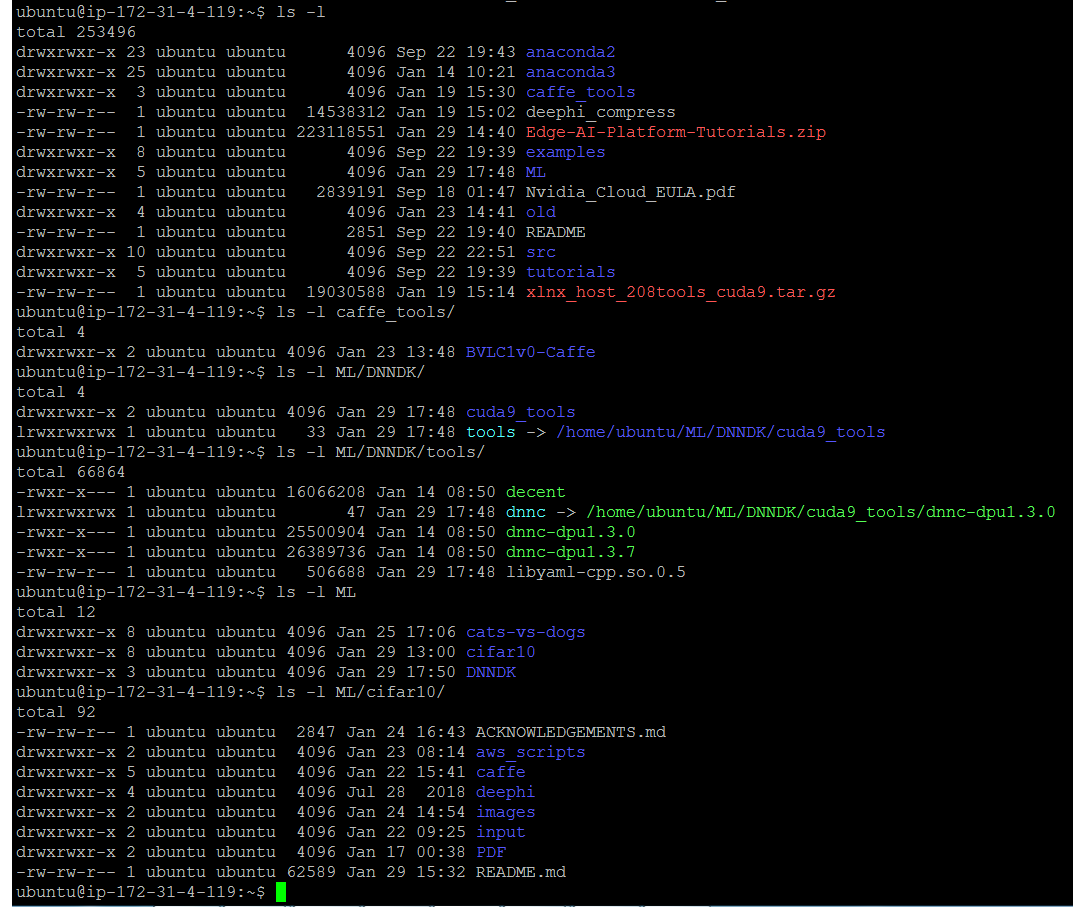 ubuntu@ip-172-31-4-119:~$ ls -l
total 253496
drwxrwxr-x 23 ubuntu ubuntu      4096 Sep 22 19:43 anaconda2
drwxrwxr-x 25 ubuntu ubuntu      4096 Jan 14 10:21 anaconda3
drwxrwxr-x  3 ubuntu ubuntu      4096 Jan 19 15:30 caffe_tools
-rw-rw-r--  1 ubuntu ubuntu  14538312 Jan 19 15:02 deephi_compress
-rw-rw-r--  1 ubuntu ubuntu 223118551 Jan 29 14:40 Edge-AI-Platform-Tutorials.zip
drwxrwxr-x  8 ubuntu ubuntu      4096 Sep 22 19:39 examples
drwxrwxr-x  5 ubuntu ubuntu      4096 Jan 29 17:48 ML
-rw-rw-r--  1 ubuntu ubuntu   2839191 Sep 18 01:47 Nvidia_Cloud_EULA.pdf
drwxrwxr-x  4 ubuntu ubuntu      4096 Jan 23 14:41 old
-rw-rw-r--  1 ubuntu ubuntu      2851 Sep 22 19:40 README
drwxrwxr-x 10 ubuntu ubuntu      4096 Sep 22 22:51 src
drwxrwxr-x  5 ubuntu ubuntu      4096 Sep 22 19:39 tutorials
-rw-rw-r--  1 ubuntu ubuntu  19030588 Jan 19 15:14 xlnx_host_208tools_cuda9.tar.gz
ubuntu@ip-172-31-4-119:~$ ls -l caffe_tools/
total 4
drwxrwxr-x 2 ubuntu ubuntu 4096 Jan 23 13:48 BVLC1v0-Caffe
ubuntu@ip-172-31-4-119:~$ ls -l ML/DNNDK/
total 4
drwxrwxr-x 2 ubuntu ubuntu 4096 Jan 29 17:48 cuda9_tools
lrwxrwxrwx 1 ubuntu ubuntu   33 Jan 29 17:48 tools -> /home/ubuntu/ML/DNNDK/cuda9_tools
ubuntu@ip-172-31-4-119:~$ ls -l ML/DNNDK/tools/
total 66864
-rwxr-x--- 1 ubuntu ubuntu 16066208 Jan 14 08:50 decent
lrwxrwxrwx 1 ubuntu ubuntu       47 Jan 29 17:48 dnnc -> /home/ubuntu/ML/DNNDK/cuda9_tools/dnnc-dpu1.3.0
-rwxr-x--- 1 ubuntu ubuntu 25500904 Jan 14 08:50 dnnc-dpu1.3.0
-rwxr-x--- 1 ubuntu ubuntu 26389736 Jan 14 08:50 dnnc-dpu1.3.7
-rw-rw-r-- 1 ubuntu ubuntu   506688 Jan 29 17:48 libyaml-cpp.so.0.5
ubuntu@ip-172-31-4-119:~$ ls -l ML
total 12
drwxrwxr-x 8 ubuntu ubuntu 4096 Jan 25 17:06 cats-vs-dogs
drwxrwxr-x 8 ubuntu ubuntu 4096 Jan 29 13:00 cifar10
drwxrwxr-x 3 ubuntu ubuntu 4096 Jan 29 17:50 DNNDK
ubuntu@ip-172-31-4-119:~$ ls -l ML/cifar10/
total 92
-rw-rw-r-- 1 ubuntu ubuntu  2847 Jan 24 16:43 ACKNOWLEDGEMENTS.md
drwxrwxr-x 2 ubuntu ubuntu  4096 Jan 23 08:14 aws_scripts
drwxrwxr-x 5 ubuntu ubuntu  4096 Jan 22 15:41 caffe
drwxrwxr-x 4 ubuntu ubuntu  4096 Jul 28  2018 deephi
drwxrwxr-x 2 ubuntu ubuntu  4096 Jan 24 14:54 images
drwxrwxr-x 2 ubuntu ubuntu  4096 Jan 22 09:25 input
drwxrwxr-x 2 ubuntu ubuntu  4096 Jan 17 00:38 PDF
-rw-rw-r-- 1 ubuntu ubuntu 62589 Jan 29 15:32 README.md
ubuntu@ip-172-31-4-119:~$